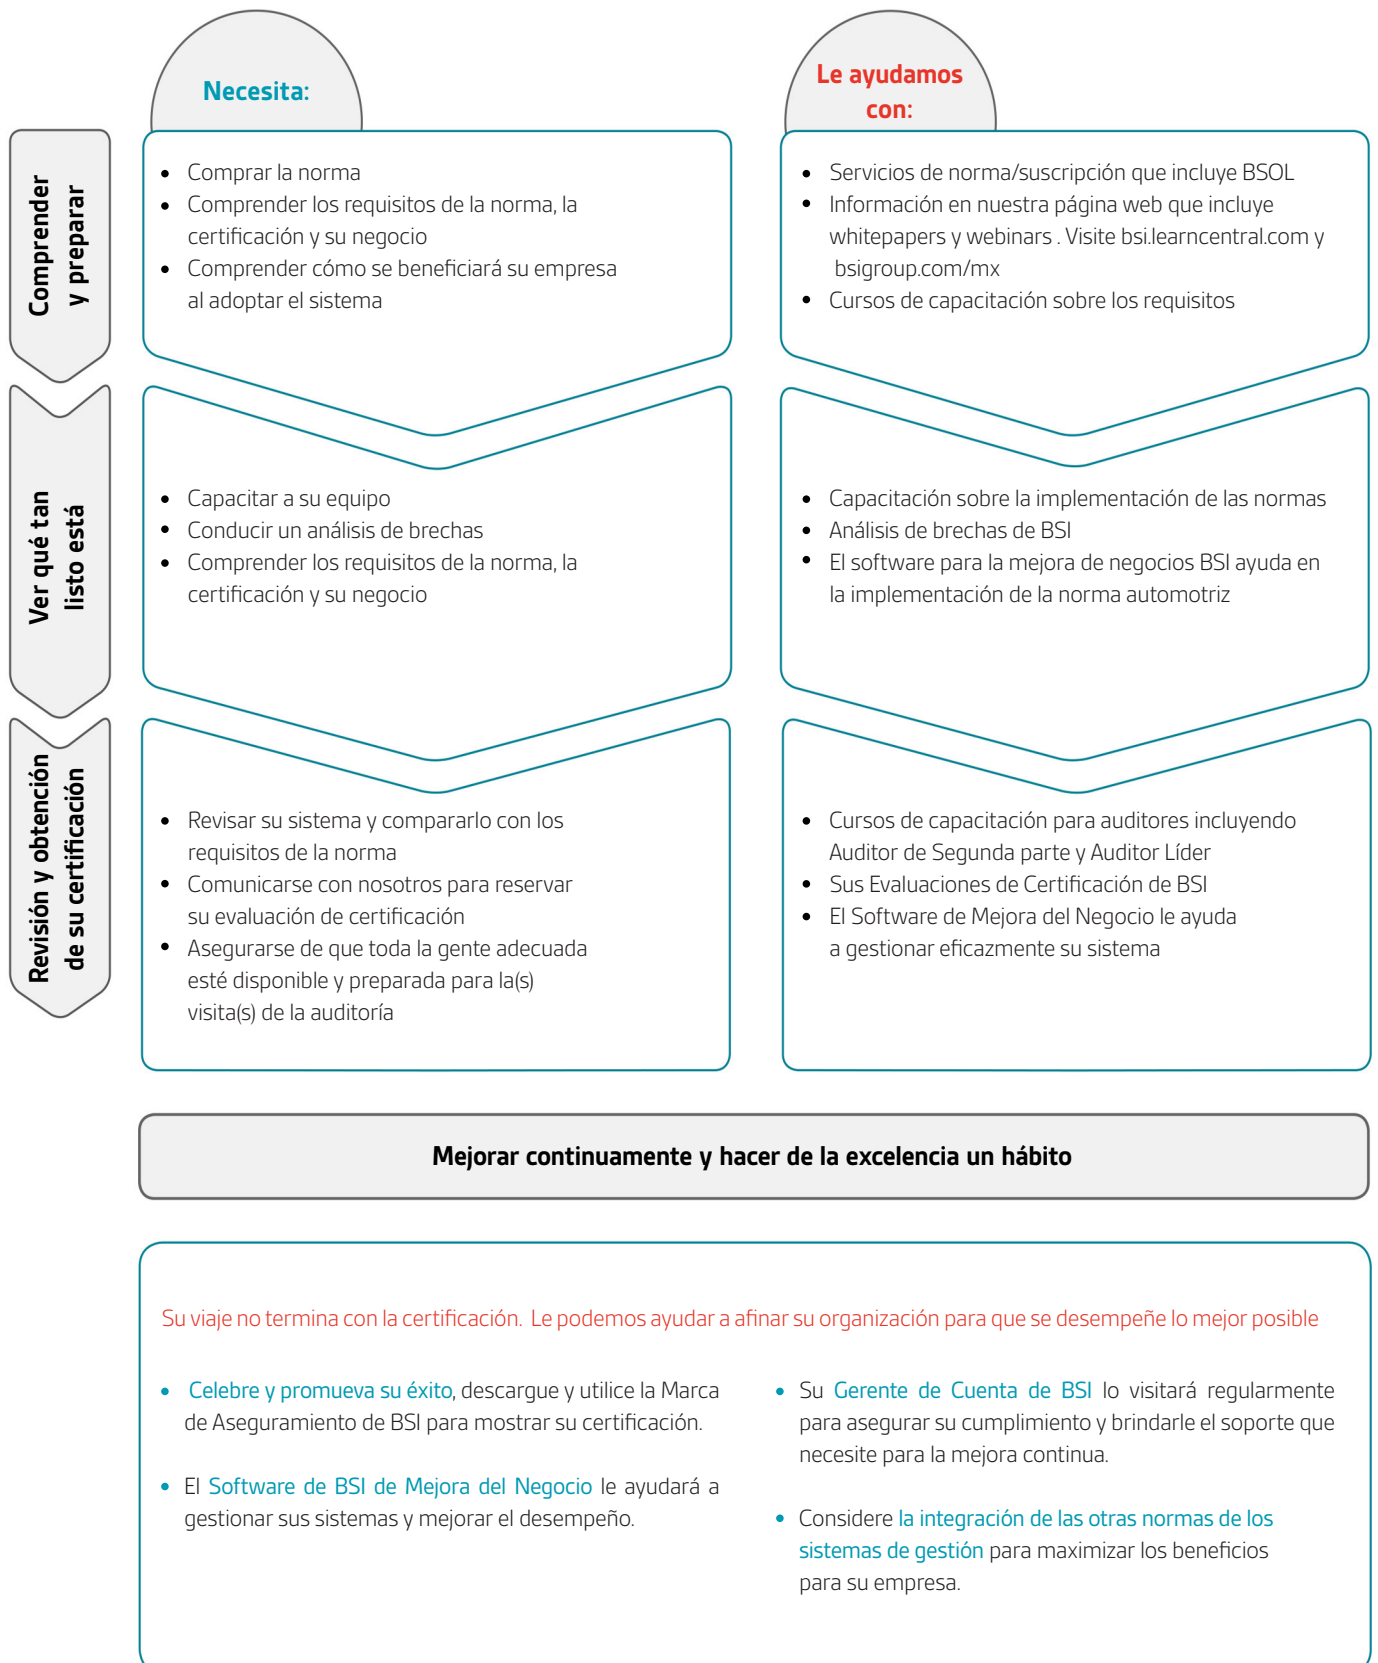 Necesita:
Le ayudamos
con:
Comprender
y preparar
• Comprar la norma
• Comprender los requisitos de la norma, la
certificación y su negocio
• Comprender cómo se beneficiará su empresa
al adoptar el sistema
• Servicios de norma/suscripción que incluye BSOL
• Información en nuestra página web que incluye
whitepapers y webinars . Visite bsi.learncentral.com y
bsigroup.com/mx
• Cursos de capacitación sobre los requisitos
Ver qué tan
listo está
• Capacitar a su equipo
• Conducir un análisis de brechas
• Comprender los requisitos de la norma, la
certificación y su negocio
• Capacitación sobre la implementación de las normas
• Análisis de brechas de BSI
• El software para la mejora de negocios BSI ayuda en
la implementación de la norma automotriz
Revisión y obtención
de su certificación
• Revisar su sistema y compararlo con los
requisitos de la norma
• Comunicarse con nosotros para reservar
su evaluación de certificación
• Asegurarse de que toda la gente adecuada
esté disponible y preparada para la(s)
visita(s) de la auditoría
• Cursos de capacitación para auditores incluyendo
Auditor de Segunda parte y Auditor Líder
• Sus Evaluaciones de Certificación de BSI
• El Software de Mejora del Negocio le ayuda
a gestionar eficazmente su sistema
Mejorar continuamente y hacer de la excelencia un hábito
Su viaje no termina con la certificación. Le podemos ayudar a afinar su organización para que se desempeñe lo mejor posible
• Celebre y promueva su éxito, descargue y utilice la Marca
de Aseguramiento de BSI para mostrar su certificación.
• El Software de BSI de Mejora del Negocio le ayudará a
gestionar sus sistemas y mejorar el desempeño.
• Su Gerente de Cuenta de BSI lo visitará regularmente
para asegurar su cumplimiento y brindarle el soporte que
necesite para la mejora continua.
• Considere la integración de las otras normas de los
sistemas de gestión para maximizar los beneficios
para su empresa.